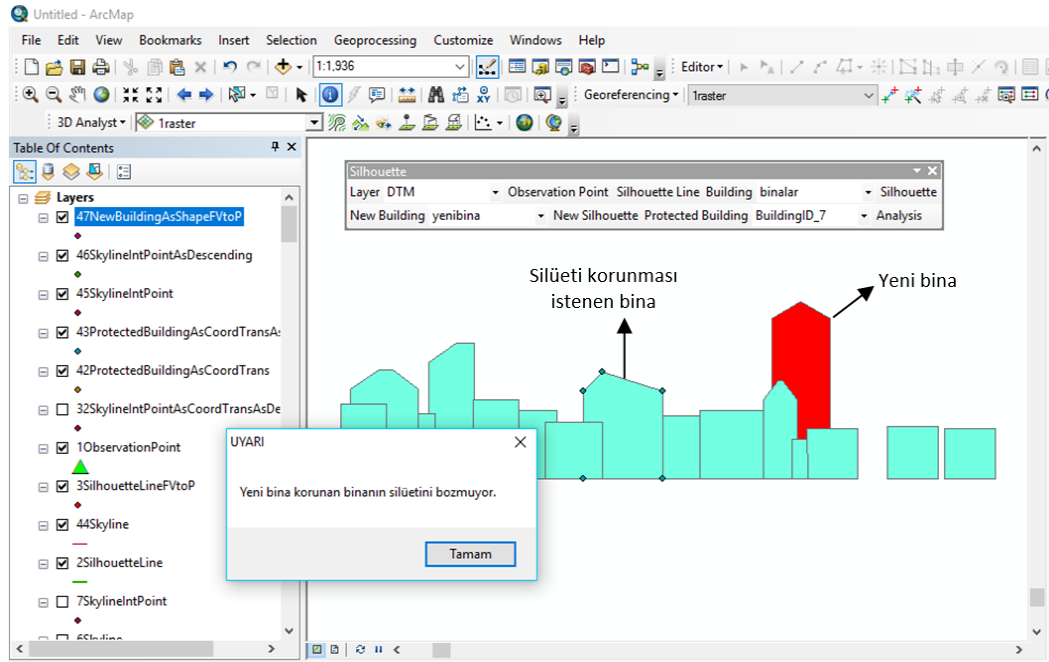 Untitled - ArcMap
File Edit View Bookmarks Insert Selection Geoprocessing Customize Windows Help
1:1,936
Editor
Georeferencing 1raster
3D Analyst 1raster
Table Of Contents
Layers
47NewBuildingAsShapeFVtoP
46SkylineIntPointAsDescending
45SkylineIntPoint
43ProtectedBuildingAsCoordTransAs
42ProtectedBuildingAsCoordTrans
32SkylineIntPointAsCoordTransAsDe
1ObservationPoint
3SilhouetteLineFVtoP
44Skyline
2SilhouetteLine
7SkylineIntPoint
6Skyline
Silhouette
Layer DTM Observation Point Silhouette Line Building binalar Silhouette
New Building yenibina New Silhouette Protected Building BuildingID_7 Analysis
Silüeti korunması
istenen bina
Yeni bina
UYARI
Yeni bina korunan binanın silüetini bozmuyor.
Tamam